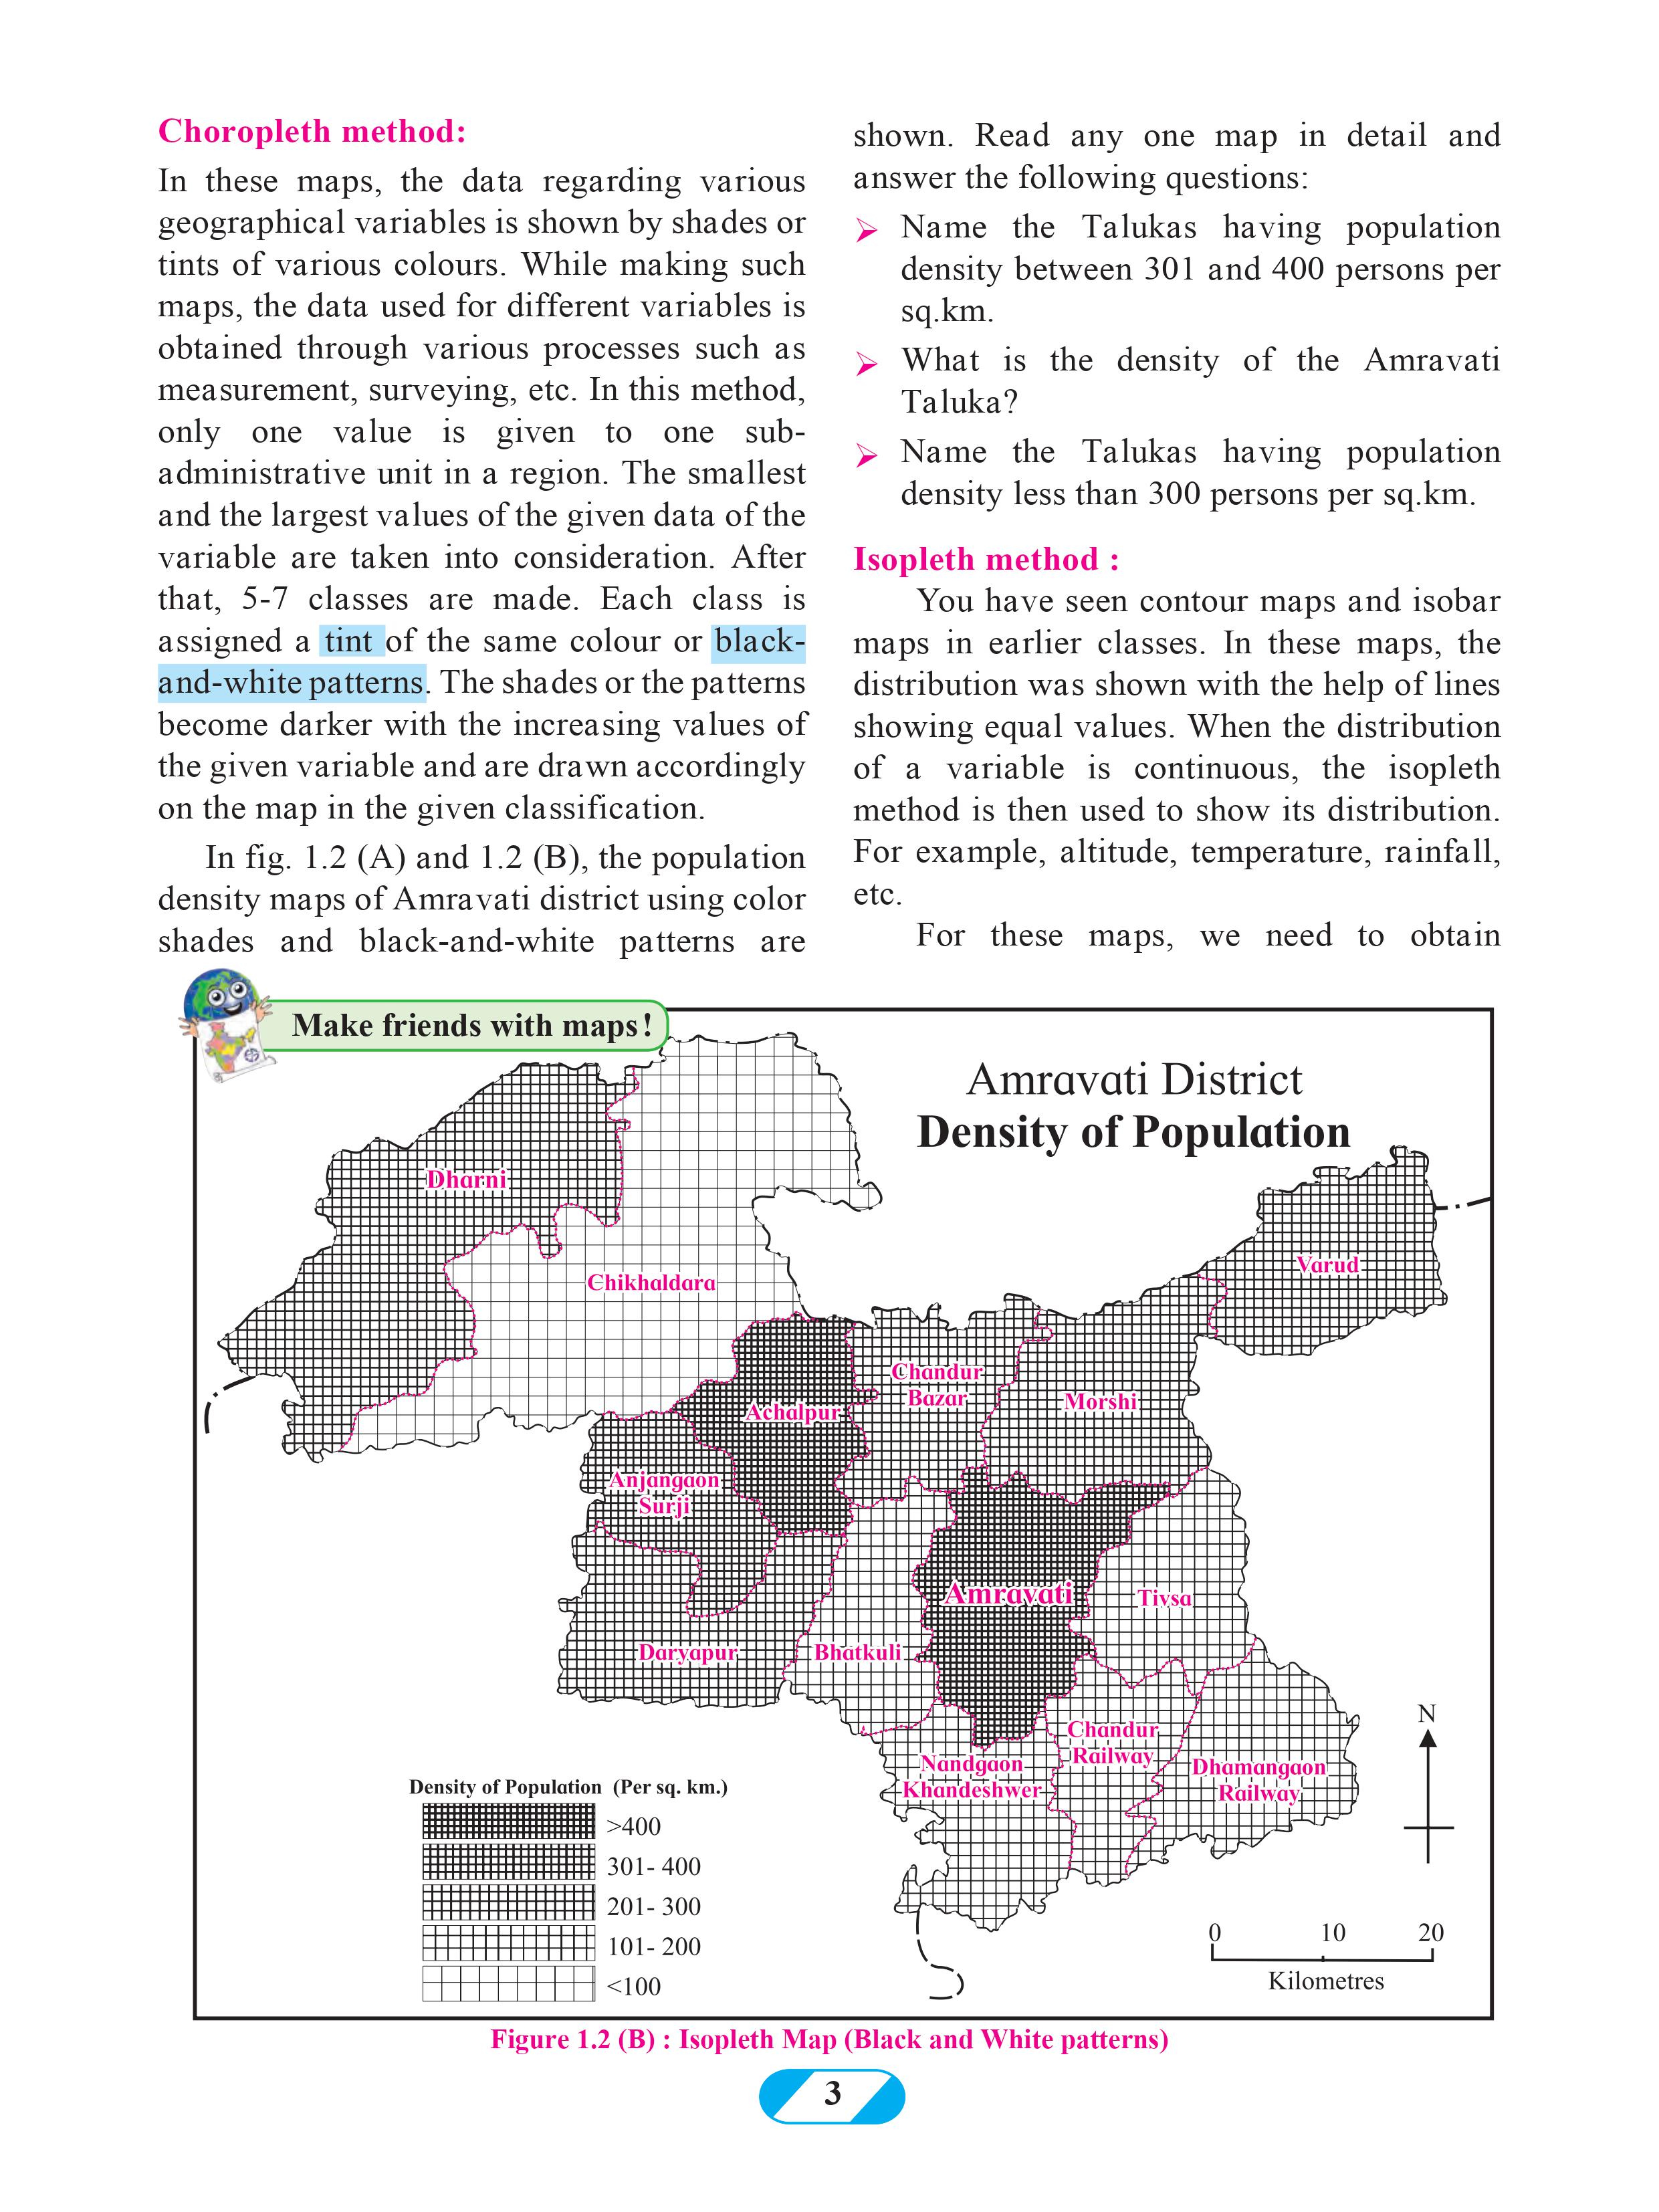 Choropleth method:
In these maps, the data regarding various
geographical variables is shown by shades or
tints of various colours. While making such
maps, the data used for different variables is
obtained through various processes such as
measurement, surveying, etc. In this method,
only one value is given to one sub-
administrative unit in a region. The smallest
and the largest values of the given data of the
variable are taken into consideration. After
that, 5-7 classes are made. Each class is
assigned a tint of the same colour or black-
and-white patterns. The shades or the patterns
become darker with the increasing values of
the given variable and are drawn accordingly
on the map in the given classification.
In fig. 1.2 (A) and 1.2 (B), the population
density maps of Amravati district using color
shades and black-and-white patterns are
shown. Read any one map in detail and
answer the following questions:
➢ Name the Talukas having population
density between 301 and 400 persons per
sq.km.
➢ What is the density of the Amravati
Taluka?
➢ Name the Talukas having population
density less than 300 persons per sq.km.
Isopleth method :
You have seen contour maps and isobar
maps in earlier classes. In these maps, the
distribution was shown with the help of lines
showing equal values. When the distribution
of a variable is continuous, the isopleth
method is then used to show its distribution.
For example, altitude, temperature, rainfall,
etc.
For these maps, we need to obtain
Make friends with maps!
Amravati District
Density of Population
Dharni
Chikhaldara
Varud
Chandur
Bazar
Morshi
Achalpur
Anjangaon
Surji
Amravati
Tivsa
Daryapur
Bhatkuli
Chandur
Railway
Nandgaon
Khandeshwer
Dhamangaon
Railway
N
Density of Population (Per sq. km.)
>400
301- 400
201- 300
101- 200
<100
0 10 20
Kilometres
Figure 1.2 (B) : Isopleth Map (Black and White patterns)
3